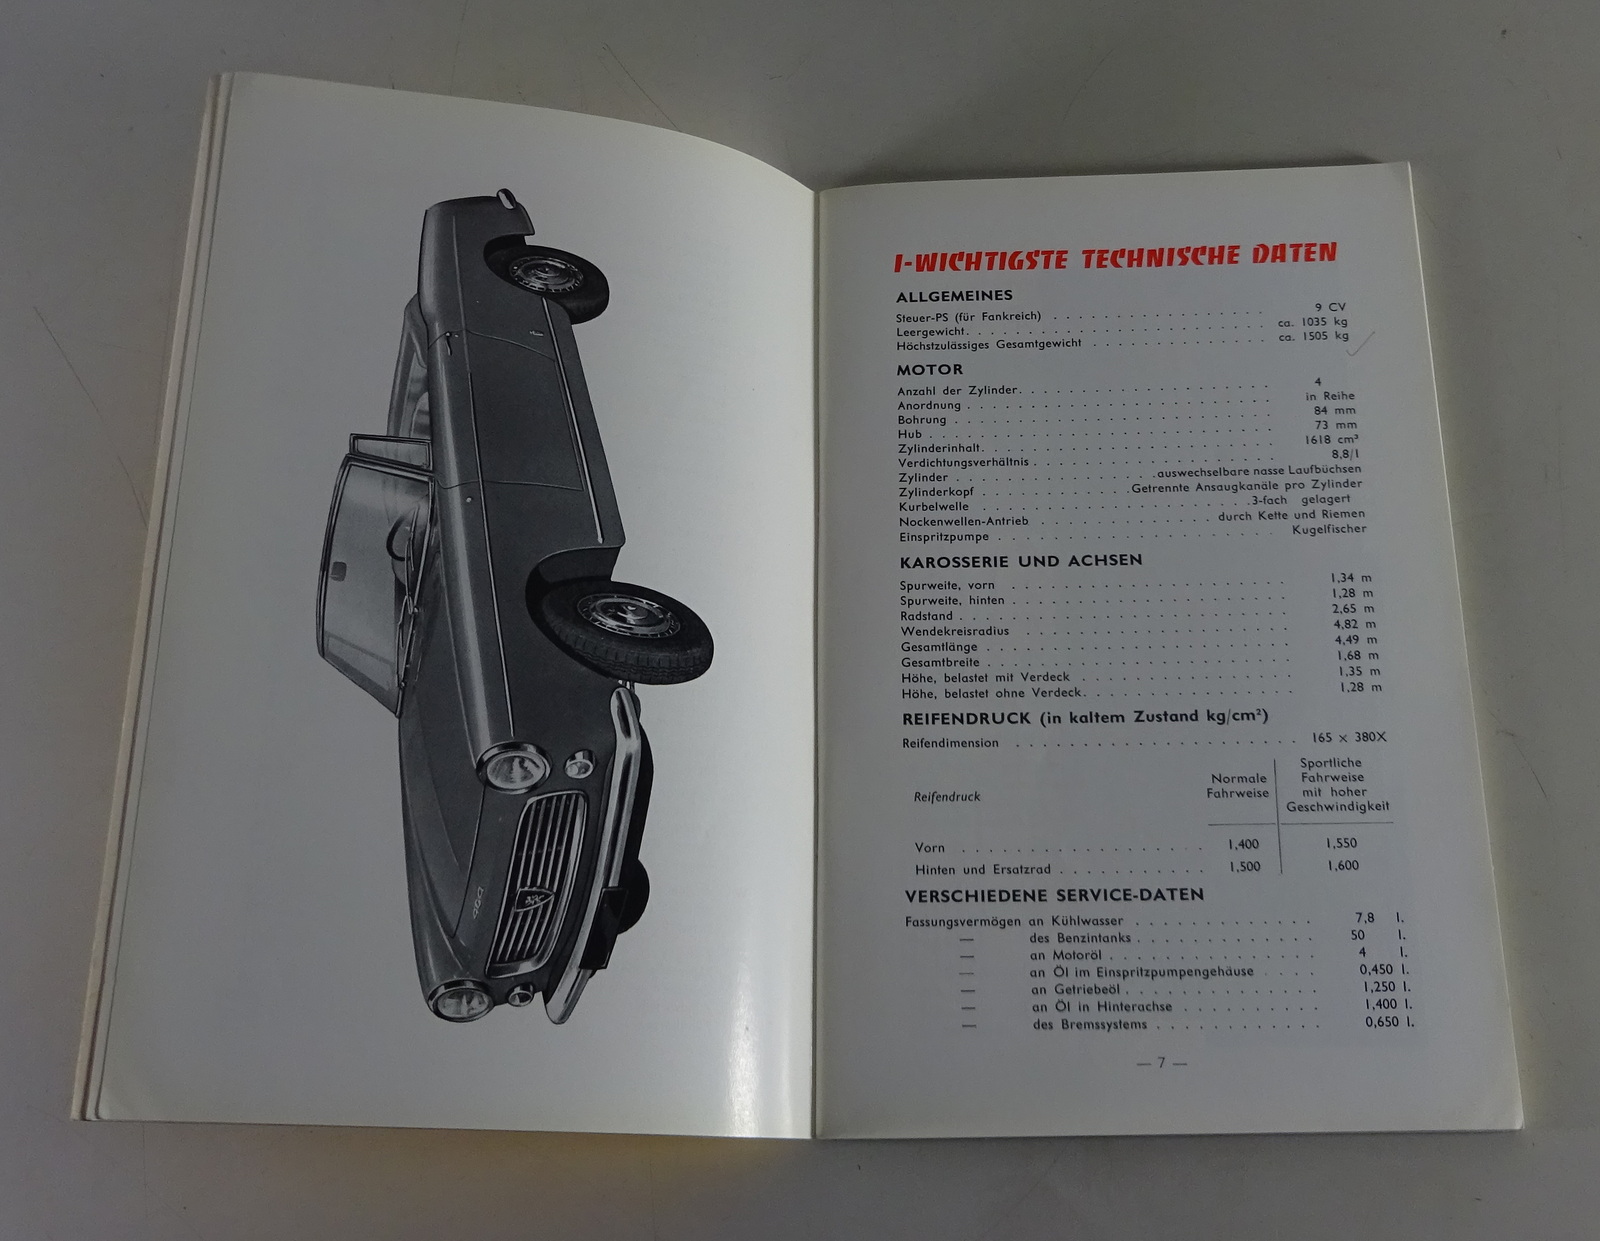 404
I-WICHTIGSTE TECHNISCHE DATEN
ALLGEMEINES
Steuer-PS (für Fankreich) . . . . . . . . . . . . . . . . . 9 CV
Leergewicht. . . . . . . . . . . . . . . . . . . . . . . . ca. 1035 kg
Höchstzulässiges Gesamtgewicht . . . . . . . . . . . . . . ca. 1505 kg
MOTOR
Anzahl der Zylinder. . . . . . . . . . . . . . . . . . . . 4
Anordnung . . . . . . . . . . . . . . . . . . . . . . . . in Reihe
Bohrung . . . . . . . . . . . . . . . . . . . . . . . . . 84 mm
Hub . . . . . . . . . . . . . . . . . . . . . . . . . . . 73 mm
Zylinderinhalt. . . . . . . . . . . . . . . . . . . . . . 1618 cm³
Verdichtungsverhältnis . . . . . . . . . . . . . . . . . . 8,8/1
Zylinder . . . . . . . . . . . . . . . . . .auswechselbare nasse Laufbüchsen
Zylinderkopf . . . . . . . . . . . . .Getrennte Ansaugkanäle pro Zylinder
Kurbelwelle . . . . . . . . . . . . . . . . . . . . . .3-fach gelagert
Nockenwellen-Antrieb . . . . . . . . . . . . . . durch Kette und Riemen
Einspritzpumpe . . . . . . . . . . . . . . . . . . . . . . Kugelfischer
KAROSSERIE UND ACHSEN
Spurweite, vorn . . . . . . . . . . . . . . . . . . . . . 1,34 m
Spurweite, hinten . . . . . . . . . . . . . . . . . . . . 1,28 m
Radstand . . . . . . . . . . . . . . . . . . . . . . . . . 2,65 m
Wendekreisradius . . . . . . . . . . . . . . . . . . . . . 4,82 m
Gesamtlänge . . . . . . . . . . . . . . . . . . . . . . . 4,49 m
Gesamtbreite . . . . . . . . . . . . . . . . . . . . . . . 1,68 m
Höhe, belastet mit Verdeck . . . . . . . . . . . . . . . . 1,35 m
Höhe, belastet ohne Verdeck. . . . . . . . . . . . . . . . 1,28 m
REIFENDRUCK (in kaltem Zustand kg/cm²)
Reifendimension . . . . . . . . . . . . . . . . . . . . . 165 × 380X
Reifendruck
Normale
Fahrweise
Sportliche
Fahrweise
mit hoher
Geschwindigkeit
Vorn . . . . . . . . . . . . . . . . . . . 1,400 1,550
Hinten und Ersatzrad . . . . . . . . . . . . 1,500 1,600
VERSCHIEDENE SERVICE-DATEN
Fassungsvermögen an Kühlwasser . . . . . . . . . . . . . . 7,8 l.
— des Benzintanks . . . . . . . . . . . . . . 50 l.
— an Motoröl . . . . . . . . . . . . . . . . 4 l.
— an Öl im Einspritzpumpengehäuse . . . . . 0,450 l.
— an Getriebeöl . . . . . . . . . . . . . . . 1,250 l.
— an Öl in Hinterachse . . . . . . . . . . . 1,400 l.
— des Bremssystems . . . . . . . . . . . . . 0,650 l.
— 7 —